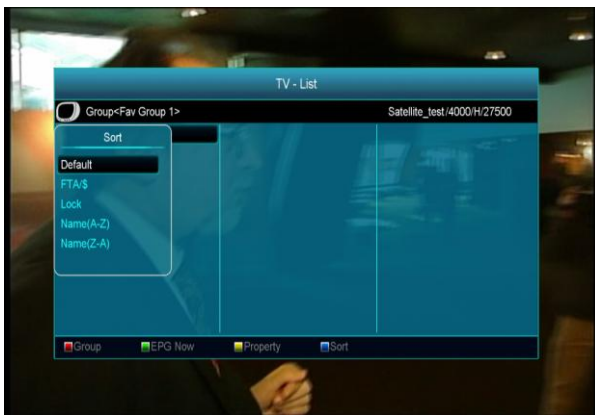 TV - List
Group<Fav Group 1>
Satellite_test/4000/H/27500
Sort
Default
FTA/$
Lock
Name(A-Z)
Name(Z-A)
Group EPG Now Property Sort